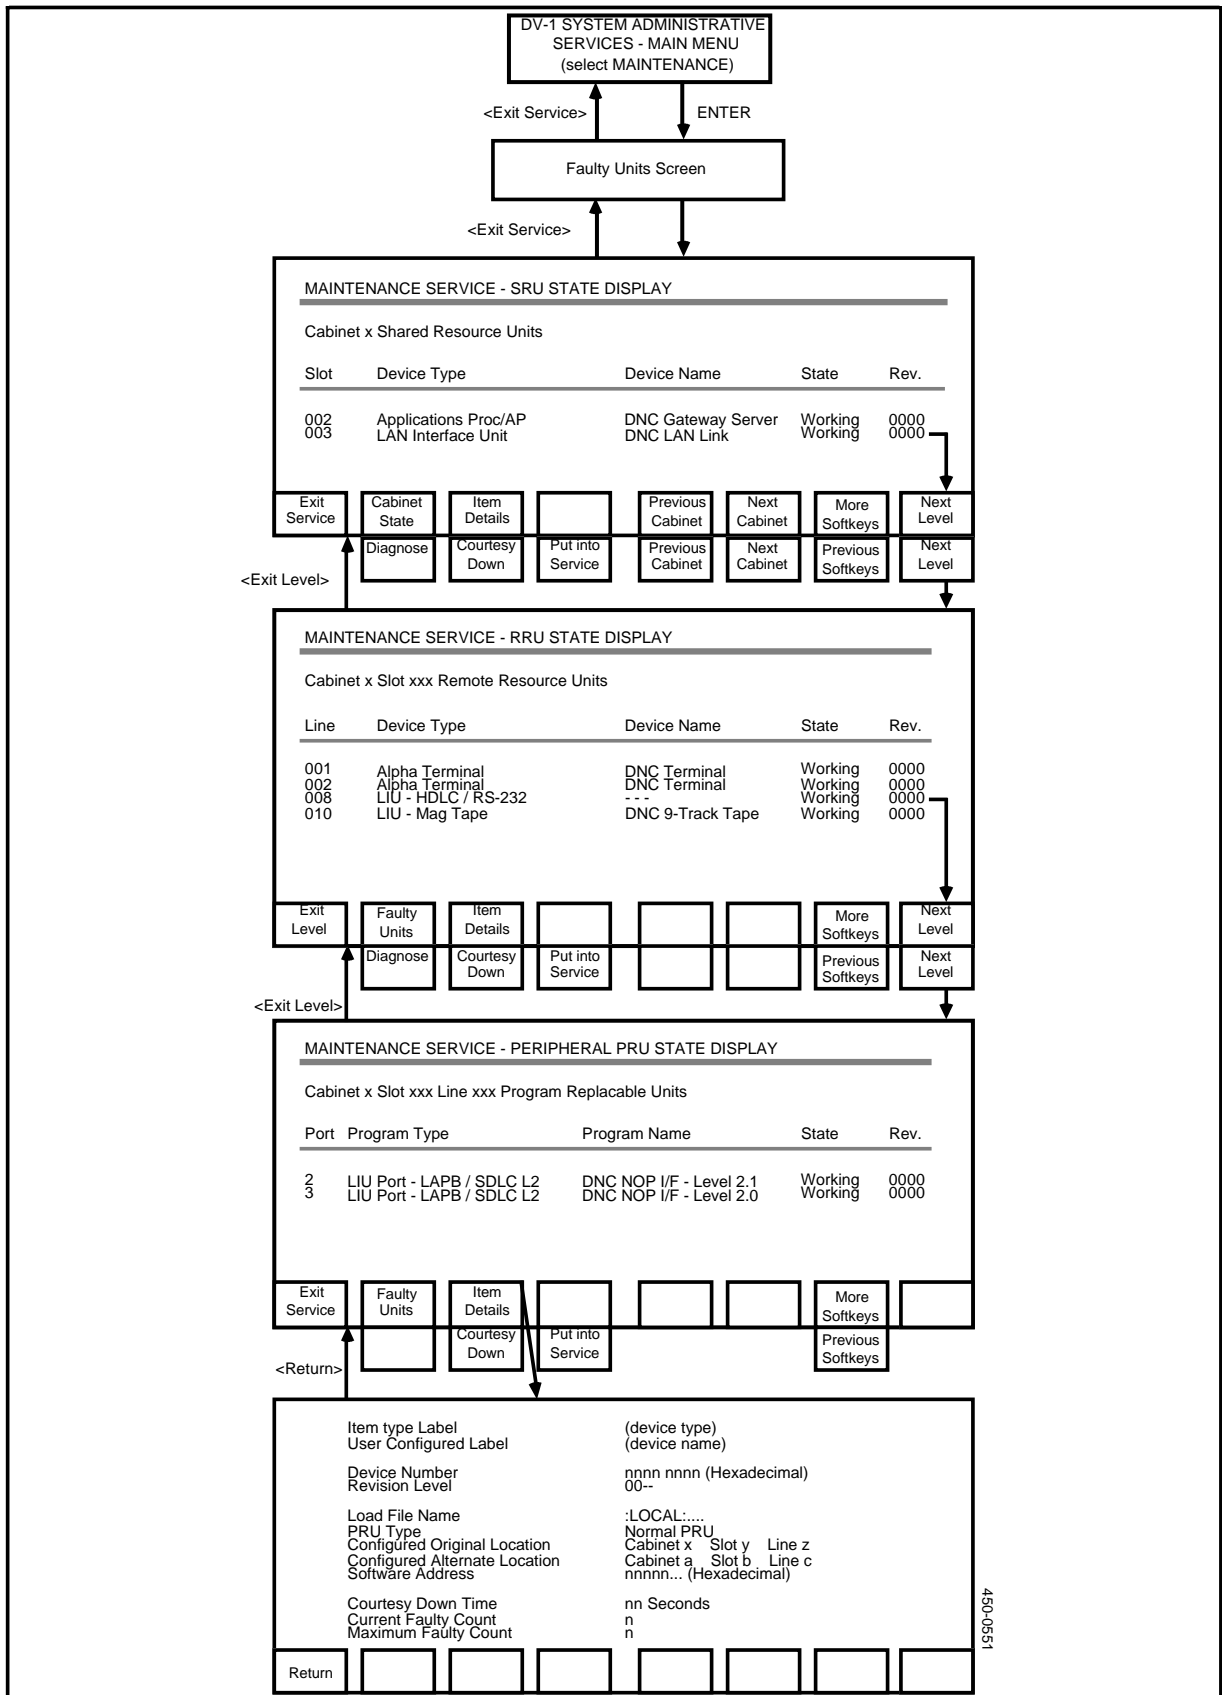 DV-1 SYSTEM ADMINISTRATIVE
SERVICES - MAIN MENU
(select MAINTENANCE)
<Exit Service> ENTER
Faulty Units Screen
<Exit Service>
MAINTENANCE SERVICE - SRU STATE DISPLAY
Cabinet x Shared Resource Units
Slot Device Type Device Name State Rev.
002 Applications Proc/AP DNC Gateway Server Working 0000
003 LAN Interface Unit DNC LAN Link Working 0000
Exit Service Cabinet State Item Details Previous Cabinet Next Cabinet More Softkeys Next Level
Diagnose Courtesy Down Put into Service Previous Cabinet Next Cabinet Previous Softkeys Next Level
<Exit Level>
MAINTENANCE SERVICE - RRU STATE DISPLAY
Cabinet x Slot xxx Remote Resource Units
Line Device Type Device Name State Rev.
001 Alpha Terminal DNC Terminal Working 0000
002 Alpha Terminal DNC Terminal Working 0000
008 LIU - HDLC / RS-232 - - - Working 0000
010 LIU - Mag Tape DNC 9-Track Tape Working 0000
Exit Level Faulty Units Item Details More Softkeys Next Level
Diagnose Courtesy Down Put into Service Previous Softkeys Next Level
<Exit Level>
MAINTENANCE SERVICE - PERIPHERAL PRU STATE DISPLAY
Cabinet x Slot xxx Line xxx Program Replacable Units
Port Program Type Program Name State Rev.
2 LIU Port - LAPB / SDLC L2 DNC NOP I/F - Level 2.1 Working 0000
3 LIU Port - LAPB / SDLC L2 DNC NOP I/F - Level 2.0 Working 0000
Exit Service Faulty Units Item Details More Softkeys
Courtesy Down Put into Service Previous Softkeys
<Return>
Item type Label (device type)
User Configured Label (device name)
Device Number nnnn nnnn (Hexadecimal)
Revision Level 00--
Load File Name :LOCAL:....
PRU Type Normal PRU
Configured Original Location Cabinet x Slot y Line z
Configured Alternate Location Cabinet a Slot b Line c
Software Address nnnnn... (Hexadecimal)
Courtesy Down Time nn Seconds
Current Faulty Count n
Maximum Faulty Count n
Return
450-0551